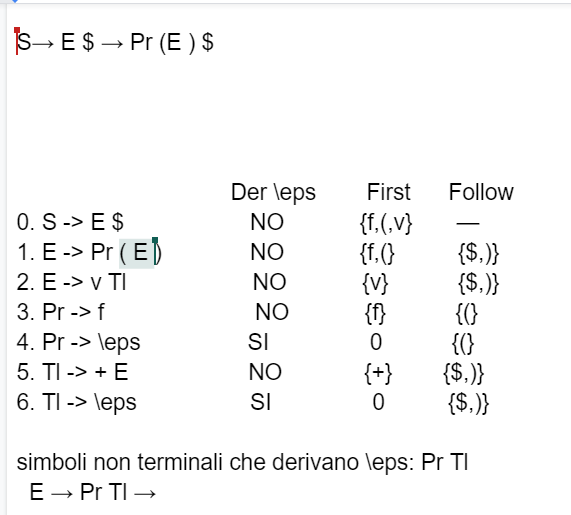 S→ E $ → Pr (E ) $
Der \eps First Follow
0. S -> E $ NO {f,(,v} —
1. E -> Pr ( E ) NO {f,(} {$,)}
2. E -> v Tl NO {v} {$,)}
3. Pr -> f NO {f} {(}
4. Pr -> \eps SI 0 {(}
5. Tl -> + E NO {+} {$,)}
6. Tl -> \eps SI 0 {$,)}
simboli non terminali che derivano \eps: Pr Tl
E → Pr Tl →